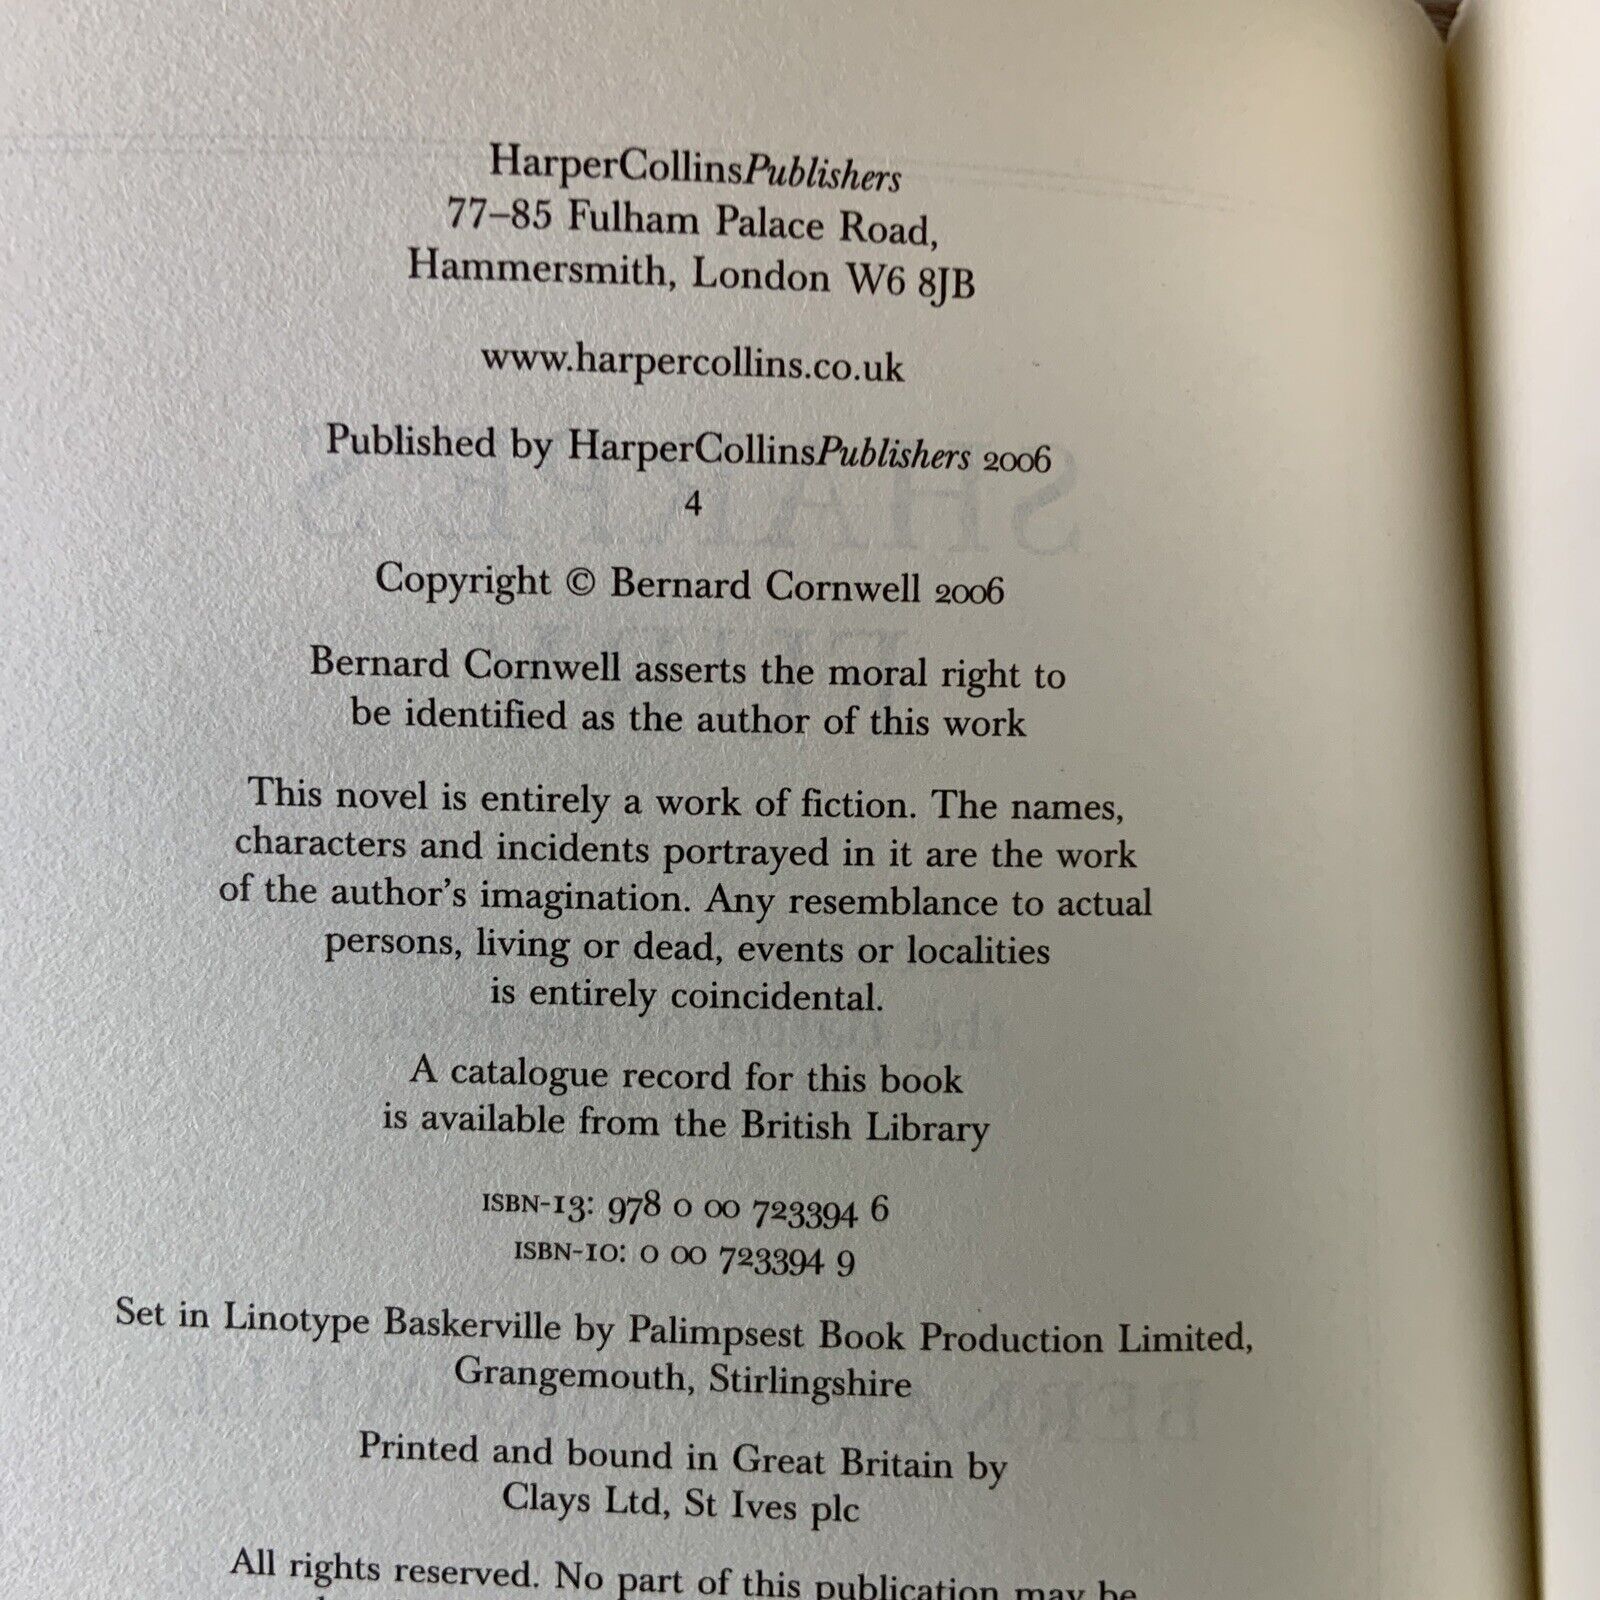 HarperCollinsPublishers
77–85 Fulham Palace Road,
Hammersmith, London W6 8JB
www.harpercollins.co.uk
Published by HarperCollinsPublishers 2006
4
Copyright © Bernard Cornwell 2006
Bernard Cornwell asserts the moral right to
be identified as the author of this work
This novel is entirely a work of fiction. The names,
characters and incidents portrayed in it are the work
of the author's imagination. Any resemblance to actual
persons, living or dead, events or localities
is entirely coincidental.
A catalogue record for this book
is available from the British Library
ISBN-13: 978 0 00 723394 6
ISBN-10: 0 00 723394 9
Set in Linotype Baskerville by Palimpsest Book Production Limited,
Grangemouth, Stirlingshire
Printed and bound in Great Britain by
Clays Ltd, St Ives plc
All rights reserved. No part of this publication may be